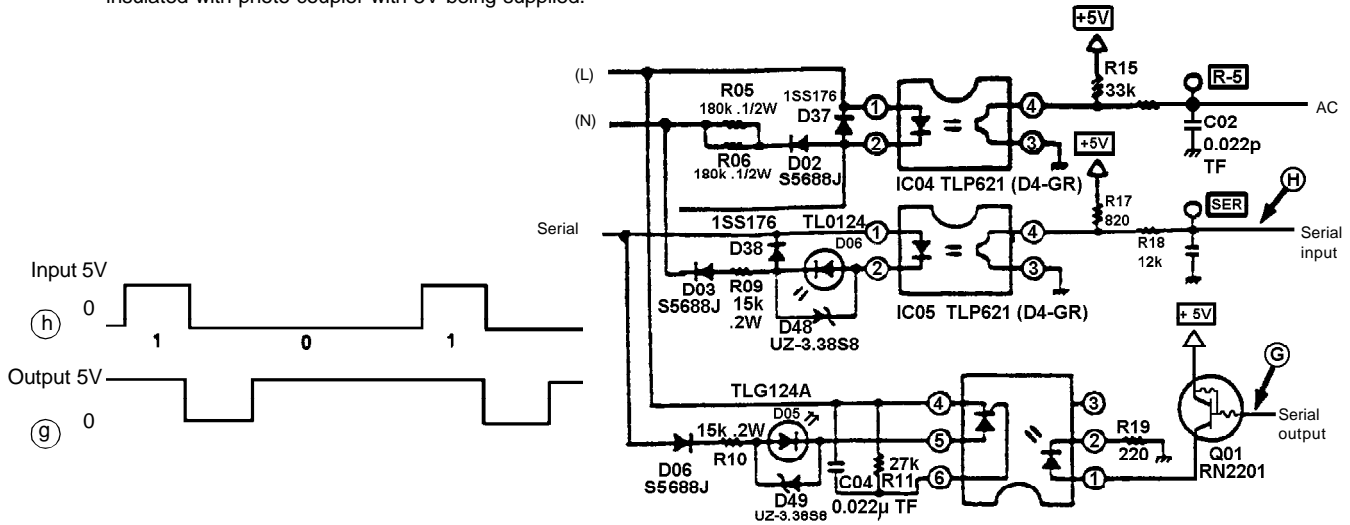 insulated with photo coupler with 5V being supplied.
+5V
R15
33k
R-5
(L)
AC
C02
0.022p
TF
R05
180k .1/2W
1SS176
D37
1
4
(N)
R06
180k .1/2W
D02
S5688J
2
3
IC04 TLP621 (D4-GR)
+5V
R17
820
SER
H
Serial
1SS176
TL0124
D38
D06
1
4
R18
12k
Serial
input
D03
S5688J
R09
15k
.2W
2
3
D48
UZ-3.38S8
IC05 TLP621 (D4-GR)
Input 5V
0
h
1 0 1
Output 5V
0
g
+ 5V
G
TLG124A
Serial
output
D05
4
3
15k .2W
R10
5
2
R19
220
Q01
RN2201
D06
S5688J
27k
R11
C04
0.022µ TF
6
1
D49
UZ-3.38S8